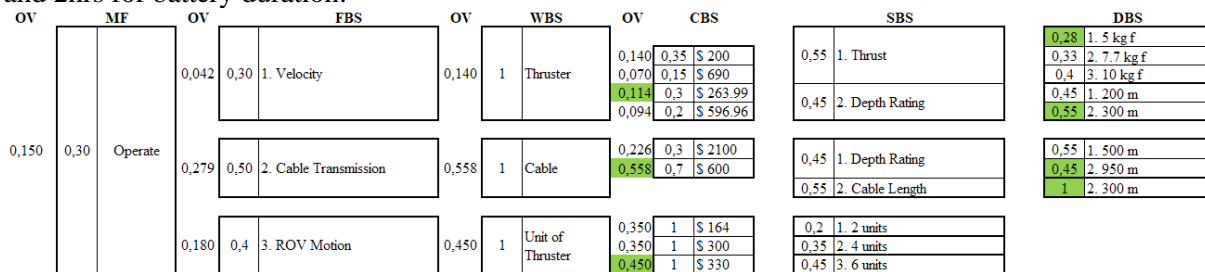 and 2hrs for battery duration.
OV MF OV FBS OV WBS OV CBS SBS DBS
0,28 1. 5 kg f
0,140 0,35 $ 200 0,55 1. Thrust 0,33 2. 7.7 kg f
0,042 0,30 1. Velocity 0,140 1 Thruster 0,070 0,15 $ 690 0,4 3. 10 kg f
0,114 0,3 $ 263.99 0,45 2. Depth Rating 0,45 1. 200 m
0,094 0,2 $ 596.96 0,55 2. 300 m
0,150 0,30 Operate 0,226 0,3 $ 2100 0,45 1. Depth Rating 0,55 1. 500 m
0,279 0,50 2. Cable Transmission 0,558 1 Cable 0,558 0,7 $ 600 0,45 2. 950 m
0,55 2. Cable Length 1 2. 300 m
0,350 1 $ 164 0,2 1. 2 units
0,180 0,4 3. ROV Motion 0,450 1 Unit of Thruster 0,350 1 $ 300 0,35 2. 4 units
0,450 1 $ 330 0,45 3. 6 units